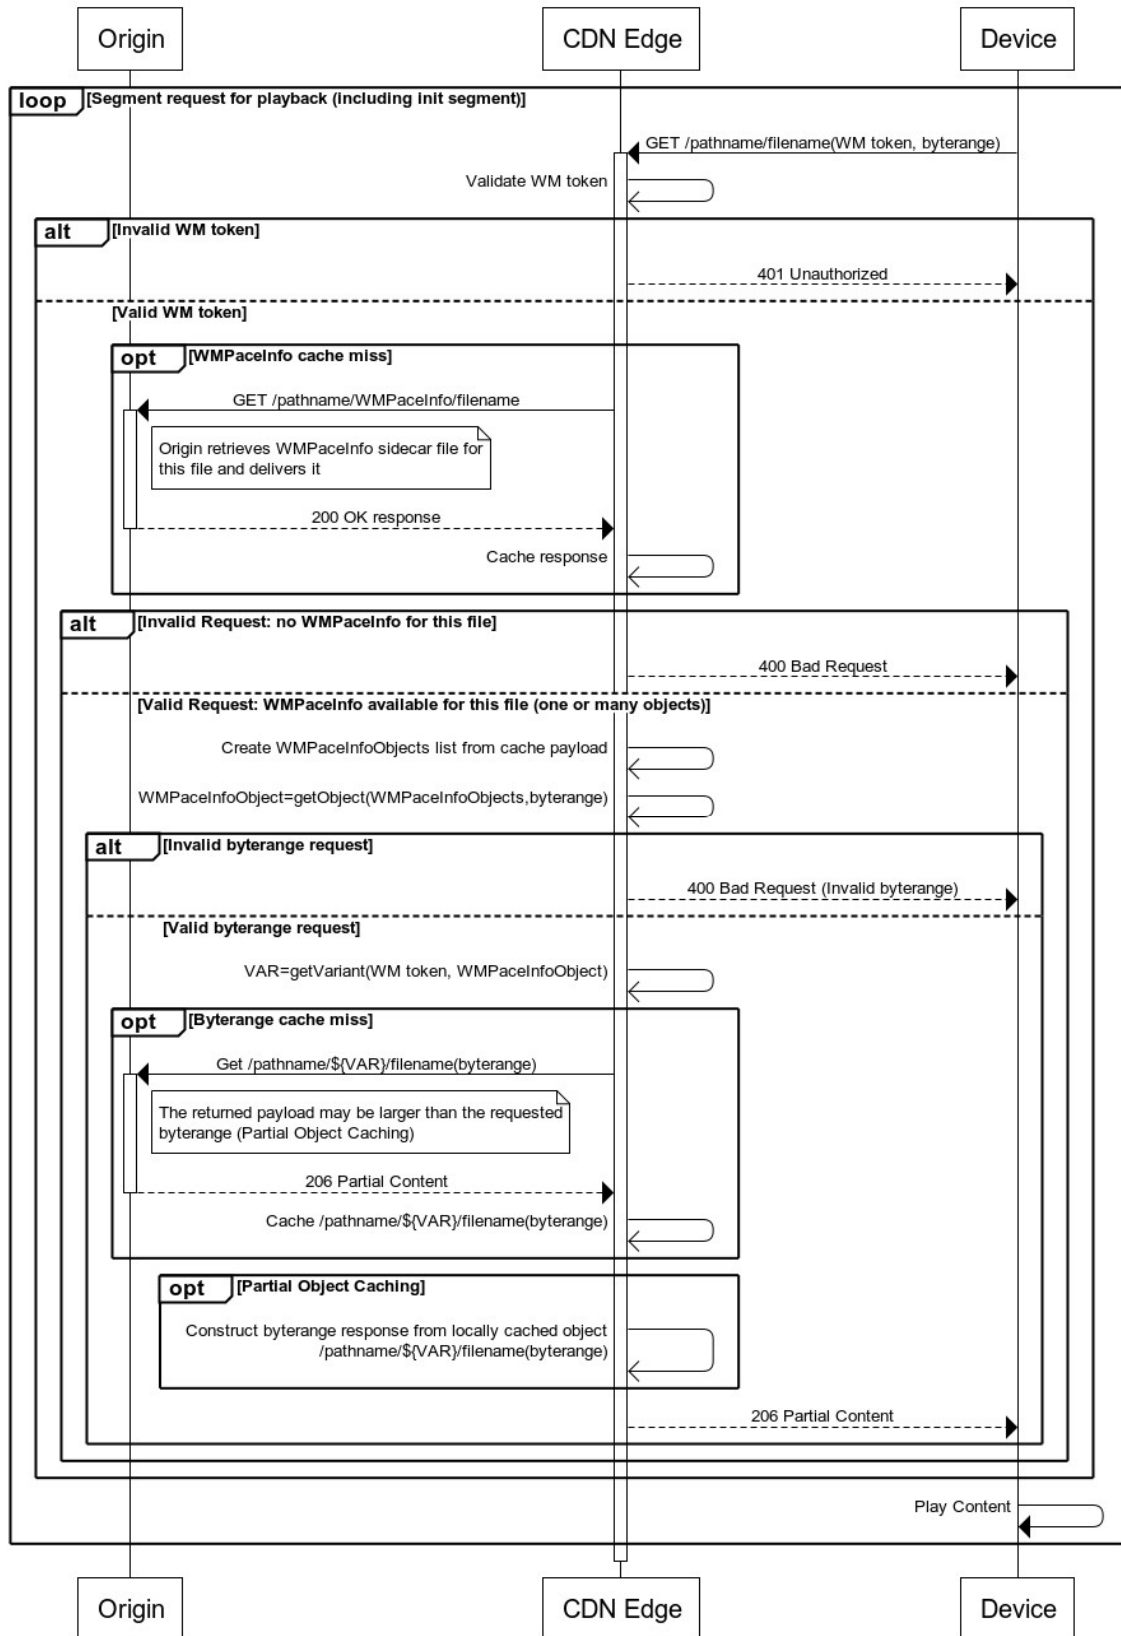 Origin
CDN Edge
Device
loop
[Segment request for playback (including init segment)]
GET /pathname/filename(WM token, byterange)
Validate WM token
alt
[Invalid WM token]
401 Unauthorized
[Valid WM token]
opt
[WMPaceInfo cache miss]
GET /pathname/WMPaceInfo/filename
Origin retrieves WMPaceInfo sidecar file for
this file and delivers it
200 OK response
Cache response
alt
[Invalid Request: no WMPaceInfo for this file]
400 Bad Request
[Valid Request: WMPaceInfo available for this file (one or many objects)]
Create WMPaceInfoObjects list from cache payload
WMPaceInfoObject=getObject(WMPaceInfoObjects,byterange)
alt
[Invalid byterange request]
400 Bad Request (Invalid byterange)
[Valid byterange request]
VAR=getVariant(WM token, WMPaceInfoObject)
opt
[Byterange cache miss]
Get /pathname/${VAR}/filename(byterange)
The returned payload may be larger than the requested
byterange (Partial Object Caching)
206 Partial Content
Cache /pathname/${VAR}/filename(byterange)
opt
[Partial Object Caching]
Construct byterange response from locally cached object
/pathname/${VAR}/filename(byterange)
206 Partial Content
Play Content
Origin
CDN Edge
Device